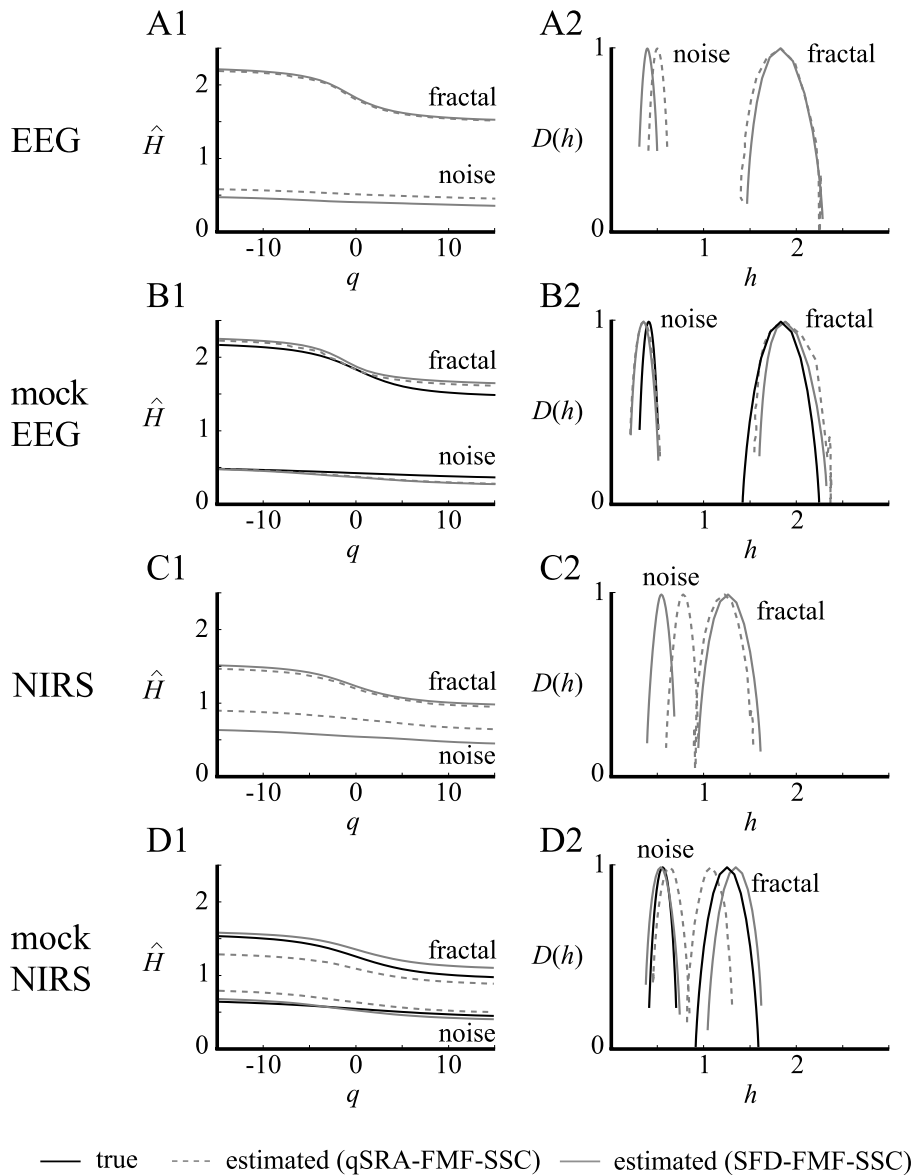 A1
A2
EEG
Ĥ
2
1
0
fractal
noise
-10
0
10
q
D(h)
1
0
noise
fractal
1
2
h
B1
B2
mock
EEG
Ĥ
2
1
0
fractal
noise
-10
0
10
q
D(h)
1
0
noise
fractal
1
2
h
C1
C2
NIRS
Ĥ
2
1
0
fractal
noise
-10
0
10
q
D(h)
1
0
noise
fractal
1
2
h
D1
D2
mock
NIRS
Ĥ
2
1
0
fractal
noise
-10
0
10
q
D(h)
1
0
noise
fractal
1
2
h
true
estimated (qSRA-FMF-SSC)
estimated (SFD-FMF-SSC)